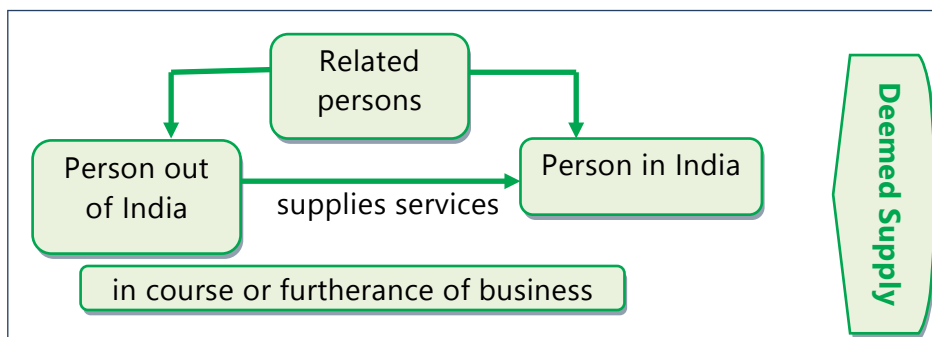 Related
persons
Person out
of India
supplies services
Person in India
in course or furtherance of business
Deemed Supply